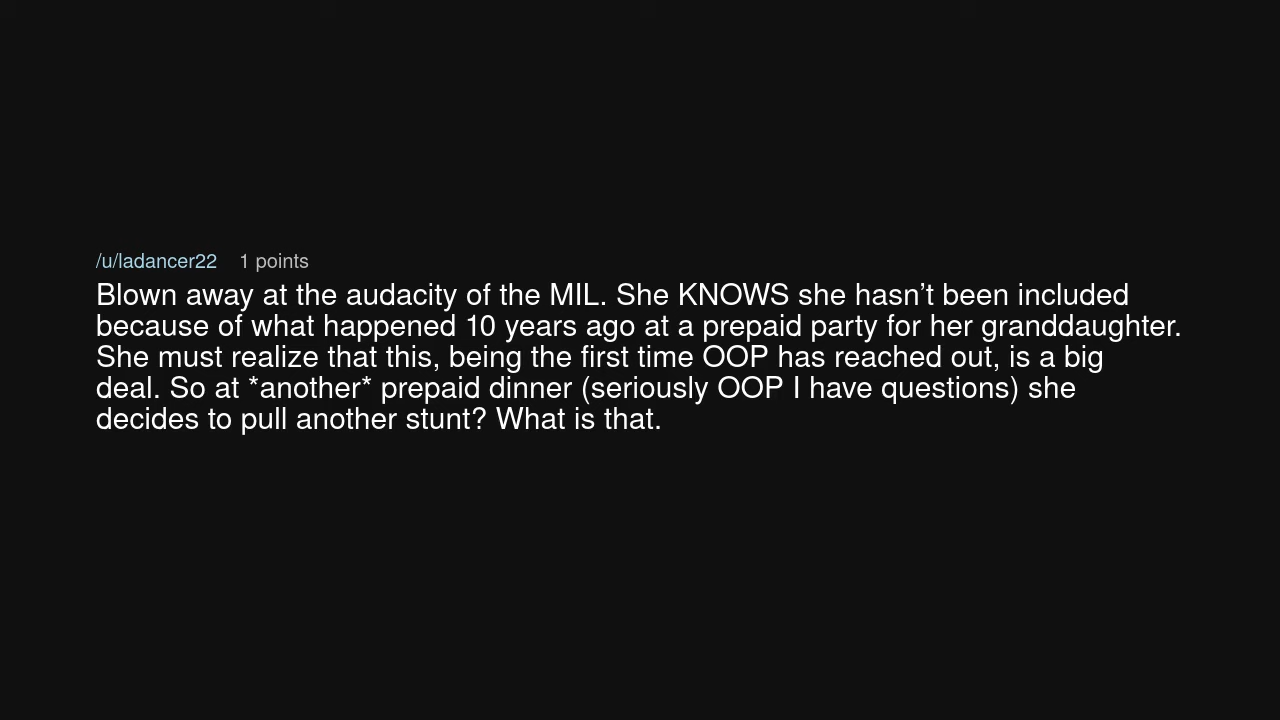 /u/ladancer22 1 points
Blown away at the audacity of the MIL. She KNOWS she hasn’t been included
because of what happened 10 years ago at a prepaid party for her granddaughter.
She must realize that this, being the first time OOP has reached out, is a big
deal. So at *another* prepaid dinner (seriously OOP I have questions) she
decides to pull another stunt? What is that.